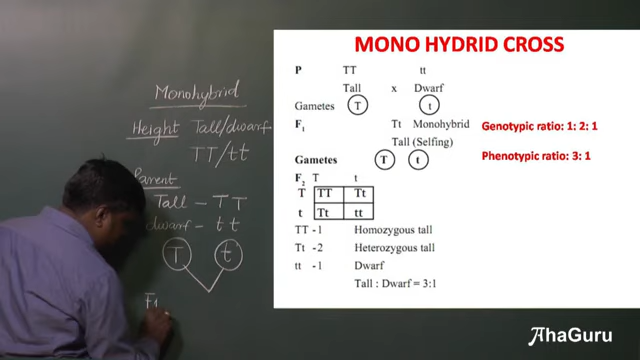 MONO HYDRID CROSS
Monohybrid
Height Tall/dwarf
TT/tt
Parent
Tall – TT
dwarf – tt
T t
F1
P TT tt
Tall x Dwarf
Gametes T t
F1 Tt Monohybrid
Tall (Selfing)
Gametes T t
F2 T t
T TT Tt
t Tt tt
TT -1 Homozygous tall
Tt -2 Heterozygous tall
tt -1 Dwarf
Tall : Dwarf = 3:1
Genotypic ratio: 1: 2: 1
Phenotypic ratio: 3: 1
AhaGuru